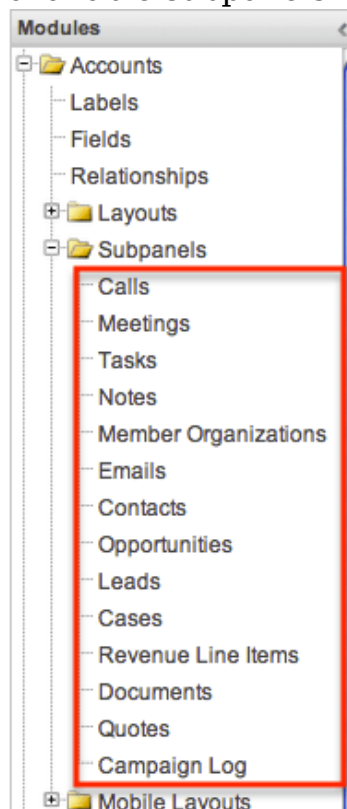 Modules
Accounts
Labels
Fields
Relationships
Layouts
Subpanels
Calls
Meetings
Tasks
Notes
Member Organizations
Emails
Contacts
Opportunities
Leads
Cases
Revenue Line Items
Documents
Quotes
Campaign Log
Mobile Layouts